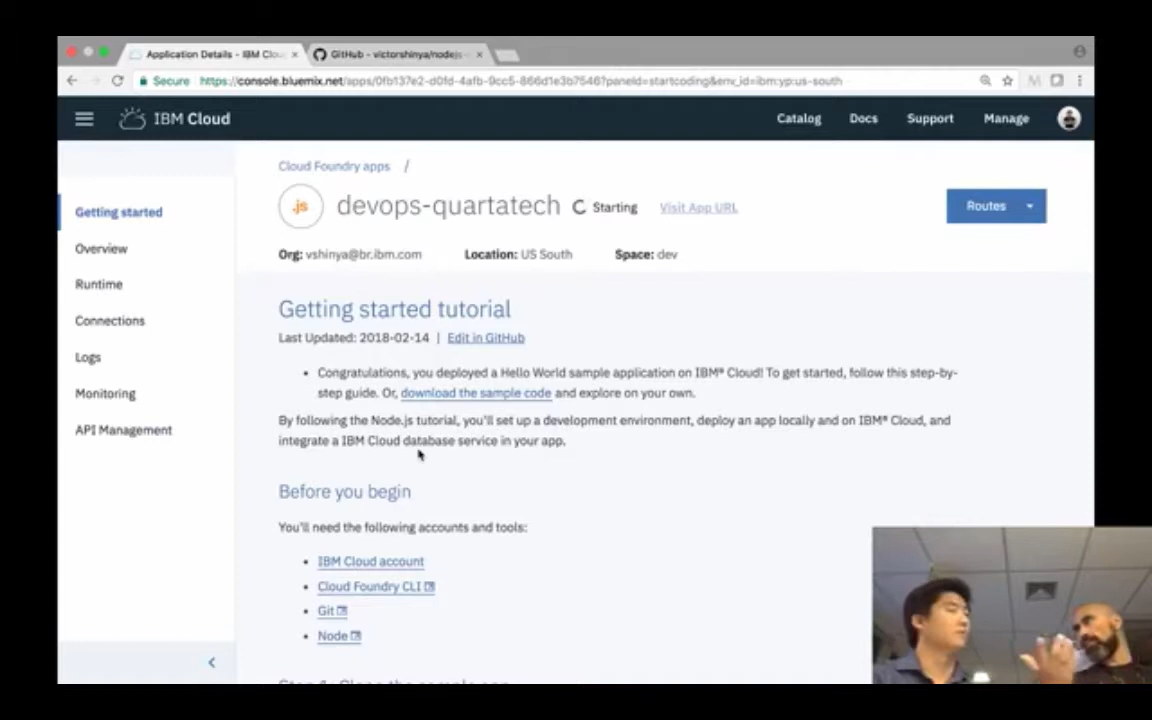 Application Details - IBM Clou
GitHub - victorshinya/nodejs
Secure https://console.bluemix.net/apps/0fb137e2-d0fd-4afb-9cc5-866d1e3b7546?paneId=startcoding&env_id=ibm:yp:us-south
IBM Cloud
Catalog Docs Support Manage
Cloud Foundry apps /
Getting started
Overview
Runtime
Connections
Logs
Monitoring
API Management
.js devops-quartatech Starting Visit App URL Routes
Org: vshinya@br.ibm.com Location: US South Space: dev
Getting started tutorial
Last Updated: 2018-02-14 | Edit in GitHub
• Congratulations, you deployed a Hello World sample application on IBM® Cloud! To get started, follow this step-by-
step guide. Or, download the sample code and explore on your own.
By following the Node.js tutorial, you'll set up a development environment, deploy an app locally and on IBM® Cloud, and
integrate a IBM Cloud database service in your app.
Before you begin
You'll need the following accounts and tools:
• IBM Cloud account
• Cloud Foundry CLI
• Git
• Node